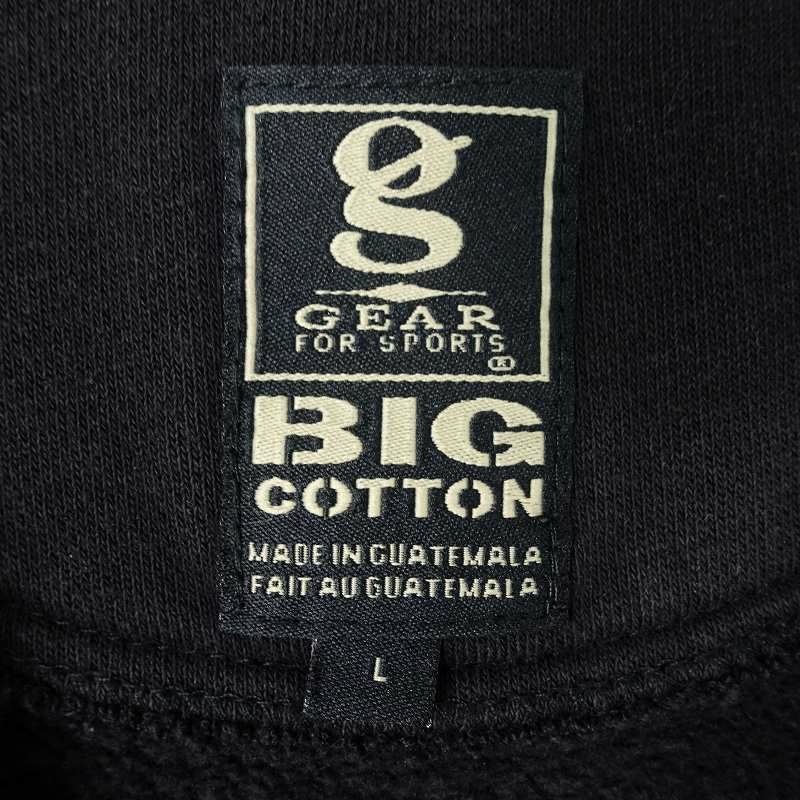 g
GEAR
FOR SPORTS
®
BIG
COTTON
MADE IN GUATEMALA
FAIT AU GUATEMALA
L